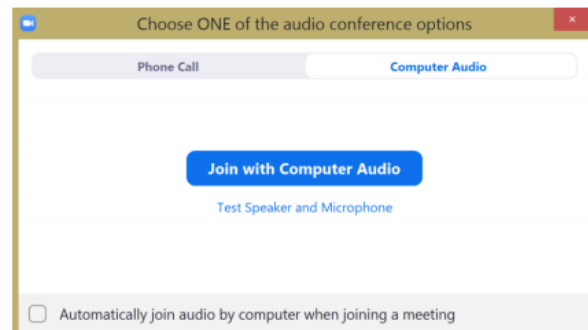 Choose ONE of the audio conference options
Phone Call
Computer Audio
Join with Computer Audio
Test Speaker and Microphone
Automatically join audio by computer when joining a meeting